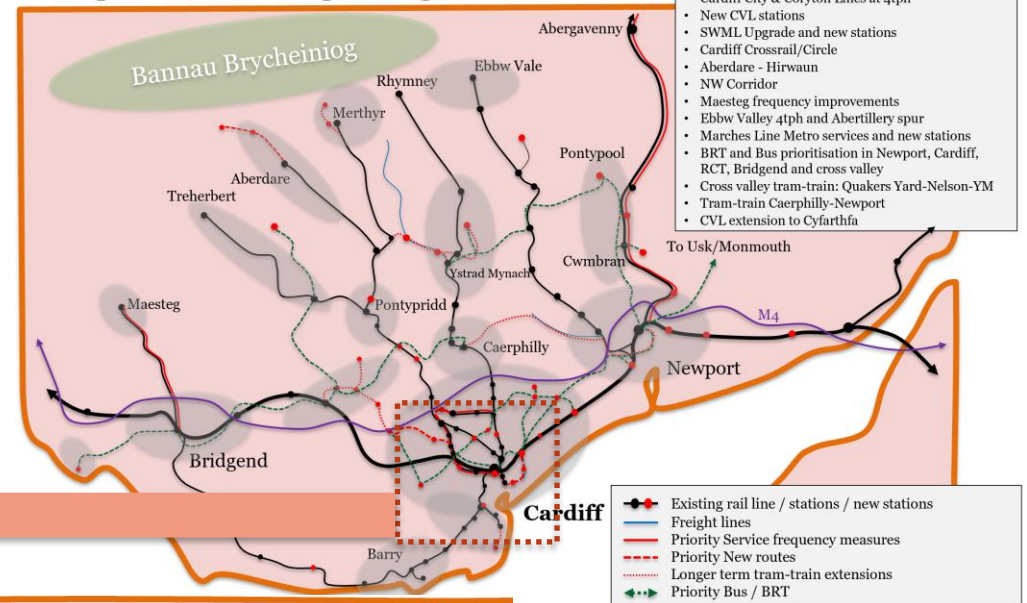 Cardiff City & Coryton Lines at 4tph
• New CVL stations
• SWML Upgrade and new stations
• Cardiff Crossrail/Circle
• Aberdare - Hirwaun
• NW Corridor
• Maesteg frequency improvements
• Ebbw Valley 4tph and Abertillery spur
• Marches Line Metro services and new stations
• BRT and Bus prioritisation in Newport, Cardiff,
RCT, Bridgend and cross valley
• Cross valley tram-train: Quakers Yard-Nelson-YM
• Tram-train Caerphilly-Newport
• CVL extension to Cyfarthfa
Abergavenny
Bannau Brycheiniog
Ebbw Vale
Rhymney
Merthyr
Pontypool
Aberdare
Treherbert
To Usk/Monmouth
Cwmbran
Ystrad Mynach
Maesteg
Pontypridd
M4
Caerphilly
Newport
Bridgend
Cardiff
Barry
Existing rail line / stations / new stations
Freight lines
Priority Service frequency measures
Priority New routes
Longer term tram-train extensions
Priority Bus / BRT